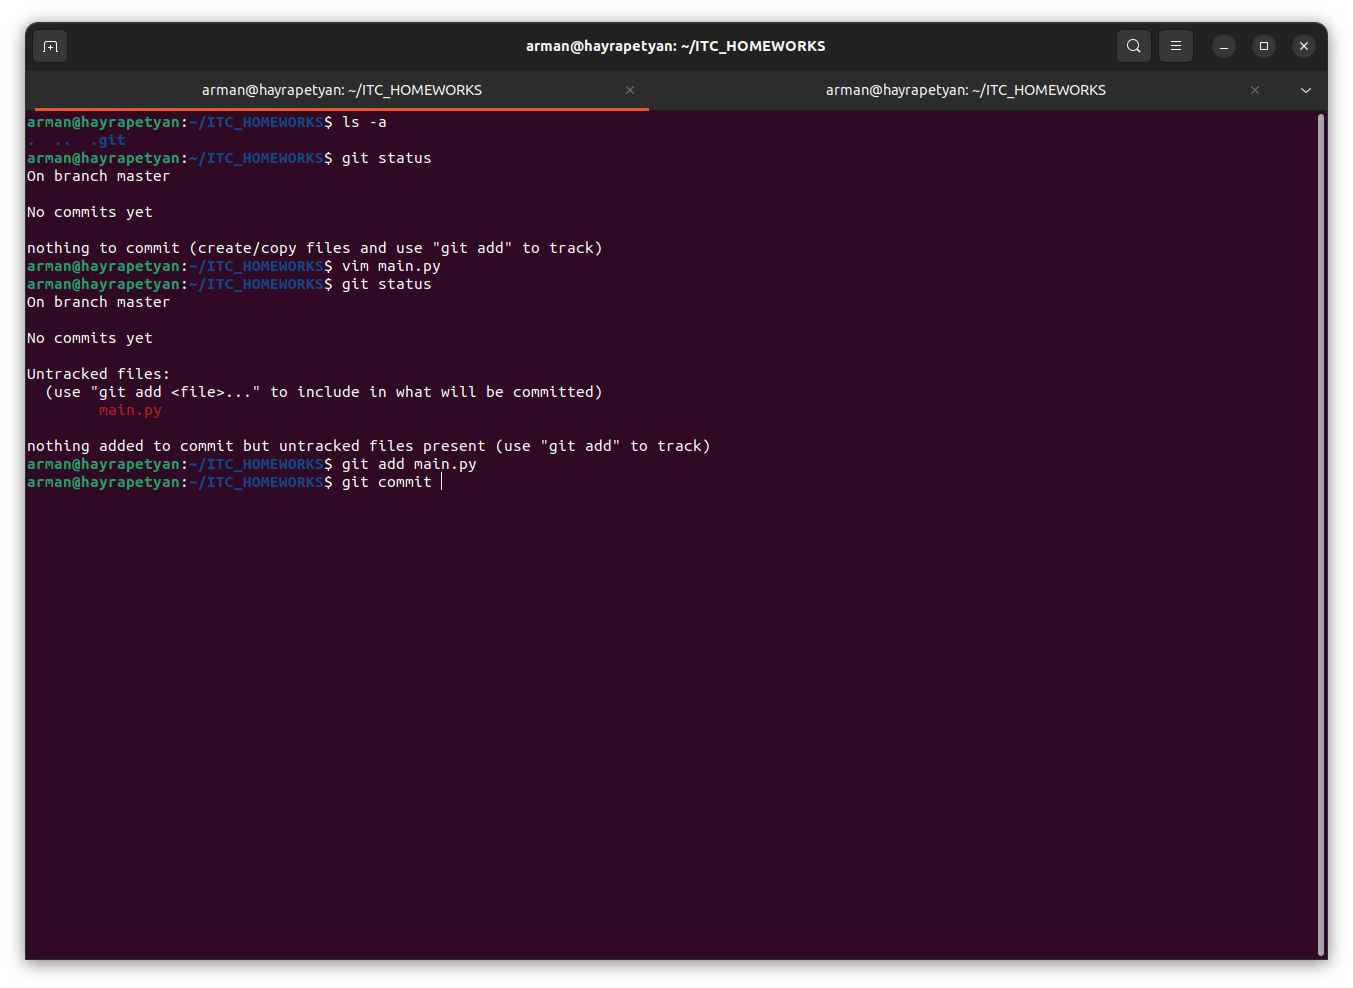 arman@hayrapetyan: ~/ITC_HOMEWORKS
arman@hayrapetyan: ~/ITC_HOMEWORKS
arman@hayrapetyan: ~/ITC_HOMEWORKS
arman@hayrapetyan:~/ITC_HOMEWORKS$ ls -a
.  ..  .git
arman@hayrapetyan:~/ITC_HOMEWORKS$ git status
On branch master
No commits yet
nothing to commit (create/copy files and use "git add" to track)
arman@hayrapetyan:~/ITC_HOMEWORKS$ vim main.py
arman@hayrapetyan:~/ITC_HOMEWORKS$ git status
On branch master
No commits yet
Untracked files:
  (use "git add <file>..." to include in what will be committed)
        main.py
nothing added to commit but untracked files present (use "git add" to track)
arman@hayrapetyan:~/ITC_HOMEWORKS$ git add main.py
arman@hayrapetyan:~/ITC_HOMEWORKS$ git commit